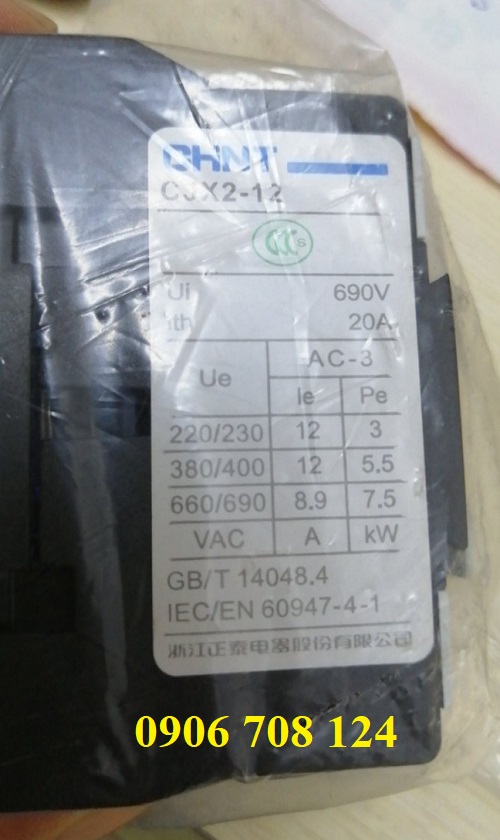 CHNT
CJX2-12
CCC S
Ui 690V
Ith 20A
Ue AC-3
Ie Pe
220/230 12 3
380/400 12 5.5
660/690 8.9 7.5
VAC A kW
GB/T 14048.4
IEC/EN 60947-4-1
浙江正泰电器股份有限公司
0906 708 124